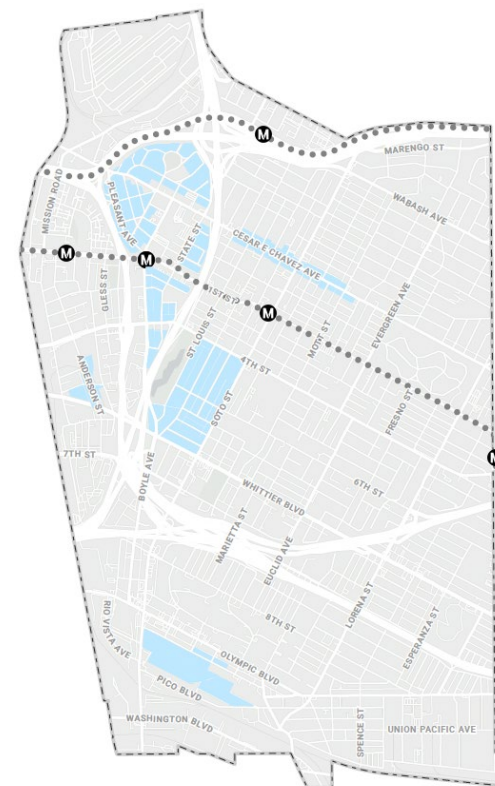 M
MARENGO ST
MISSION ROAD
PLEASANT AVE
WABASH AVE
STATE ST
CESAR E CHAVEZ AVE
M
M
GLESS ST
1ST ST
M
ST LOUIS ST
MOTT ST
EVERGREEN AVE
4TH ST
ANDERSON ST
SOTO ST
FRESNO ST
7TH ST
BOYLE AVE
M
WHITTIER BLVD
6TH ST
MARIETTA ST
EUCLID AVE
LORENA ST
RIO VISTA AVE
8TH ST
ESPERANZA ST
OLYMPIC BLVD
PICO BLVD
WASHINGTON BLVD
SPENCE ST
UNION PACIFIC AVE